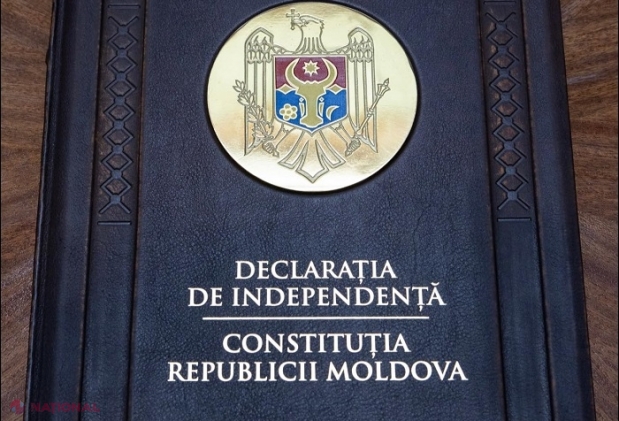 DECLARAȚIA
DE INDEPENDENȚĂ
CONSTITUȚIA
REPUBLICII MOLDOVA